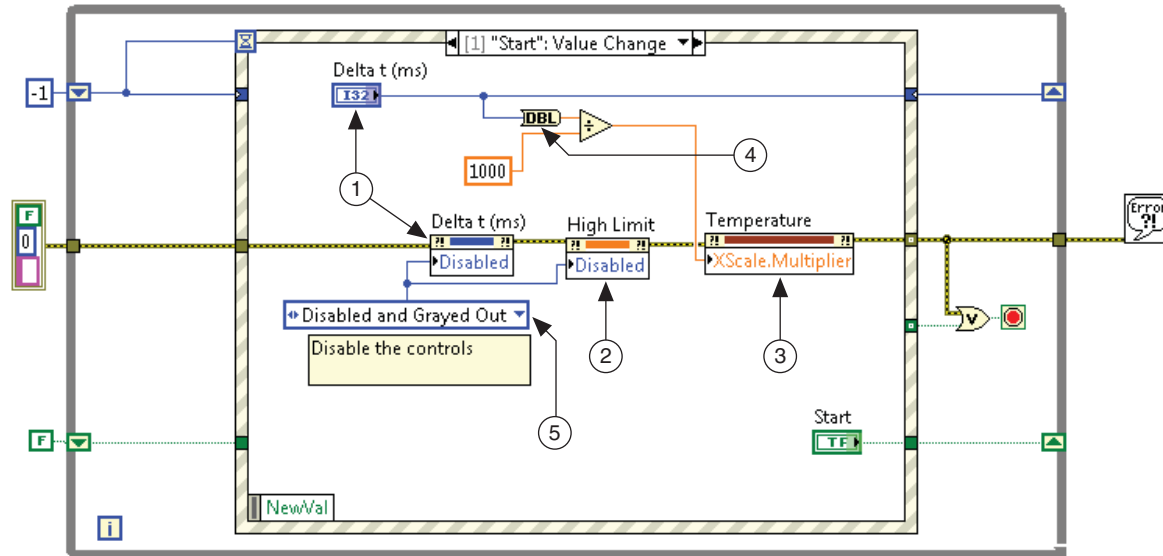 [1] "Start": Value Change
Delta t (ms)
-1
I32
DBL
÷
4
1000
1
Delta t (ms)
High Limit
Temperature
?!
?!
?!
?!
?!
?!
Disabled
Disabled
XScale.Multiplier
F
0
Error
?!
Disabled and Grayed Out
2
3
V
Disable the controls
5
Start
F
TF
NewVal
i